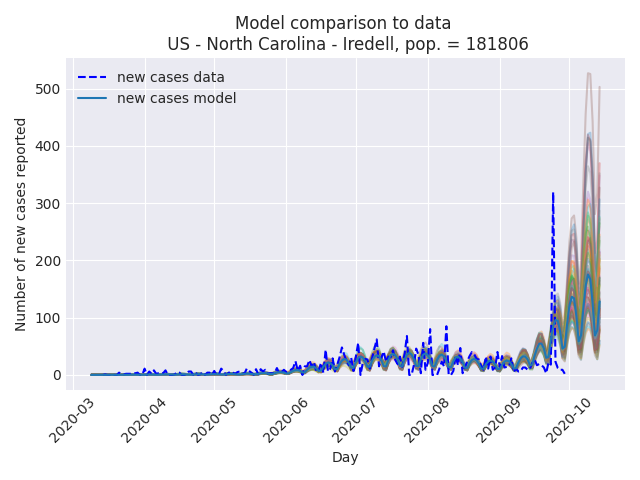 Model comparison to data
US - North Carolina - Iredell, pop. = 181806
new cases data
new cases model
Number of new cases reported
500
400
300
200
100
0
2020-03
2020-04
2020-05
2020-06
2020-07
2020-08
2020-09
2020-10
Day